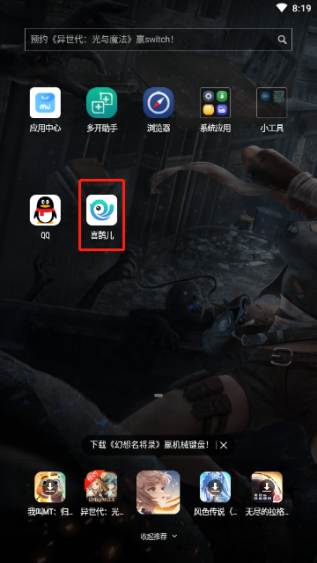 8:19
预约《异世代：光与魔法》赢switch！
应用中心
多开助手
浏览器
系统应用
小工具
QQ
喜鹊儿
下载《幻想名将录》赢机械键盘！
我叫MT：归..
异世代：光..
风色传说（..
无尽的拉格..
收起推荐